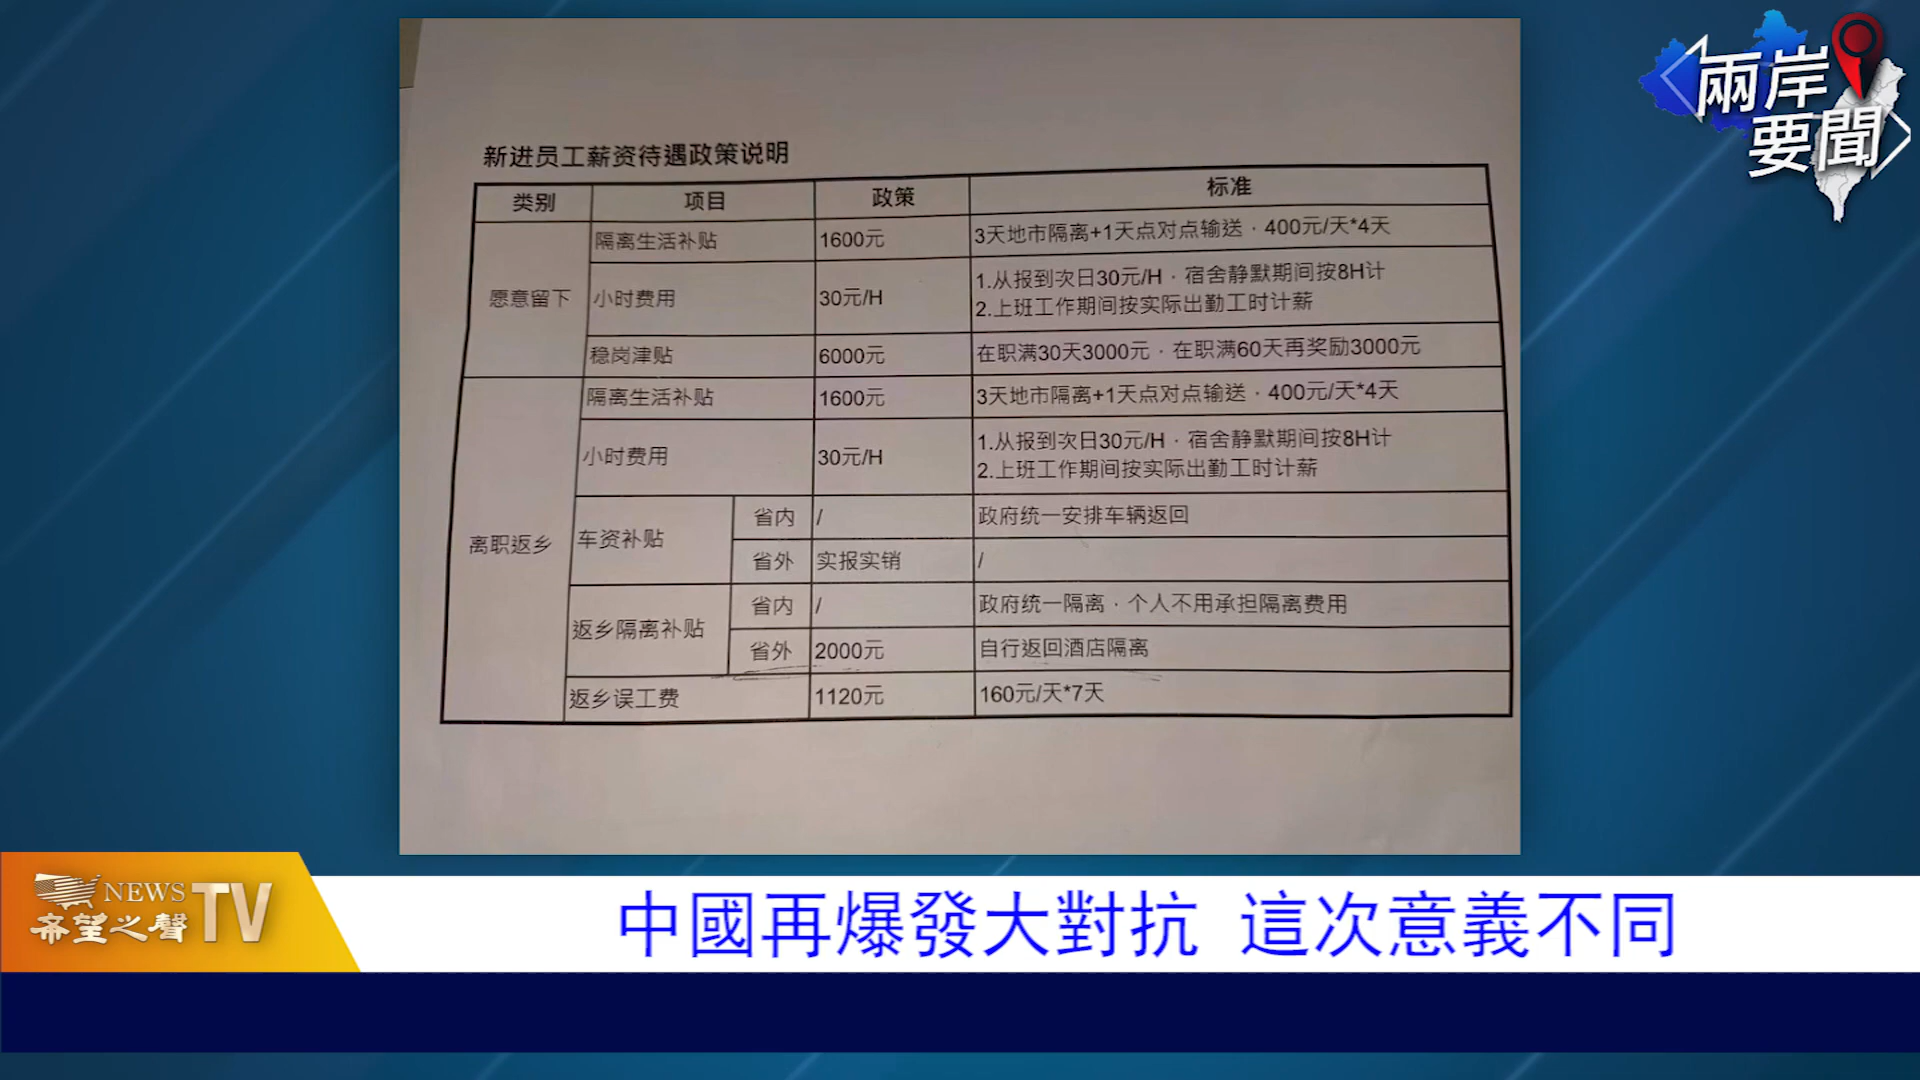 兩岸
要聞
新进员工薪资待遇政策说明
类别 项目 政策 标准
愿意留下 隔离生活补贴 1600元 3天地市隔离+1天点对点输送，400元/天*4天
小时费用 30元/H 1.从报到次日30元/H，宿舍静默期间按8H计
2.上班工作期间按实际出勤工时计薪
稳岗津贴 6000元 在职满30天3000元，在职满60天再奖励3000元
离职返乡 隔离生活补贴 1600元 3天地市隔离+1天点对点输送，400元/天*4天
小时费用 30元/H 1.从报到次日30元/H，宿舍静默期间按8H计
2.上班工作期间按实际出勤工时计薪
车资补贴 省内 / 政府统一安排车辆返回
省外 实报实销 /
返乡隔离补贴 省内 / 政府统一隔离，个人不用承担隔离费用
省外 2000元 自行返回酒店隔离
返乡误工费 1120元 160元/天*7天
NEWS
希望之聲 TV
中國再爆發大對抗 這次意義不同